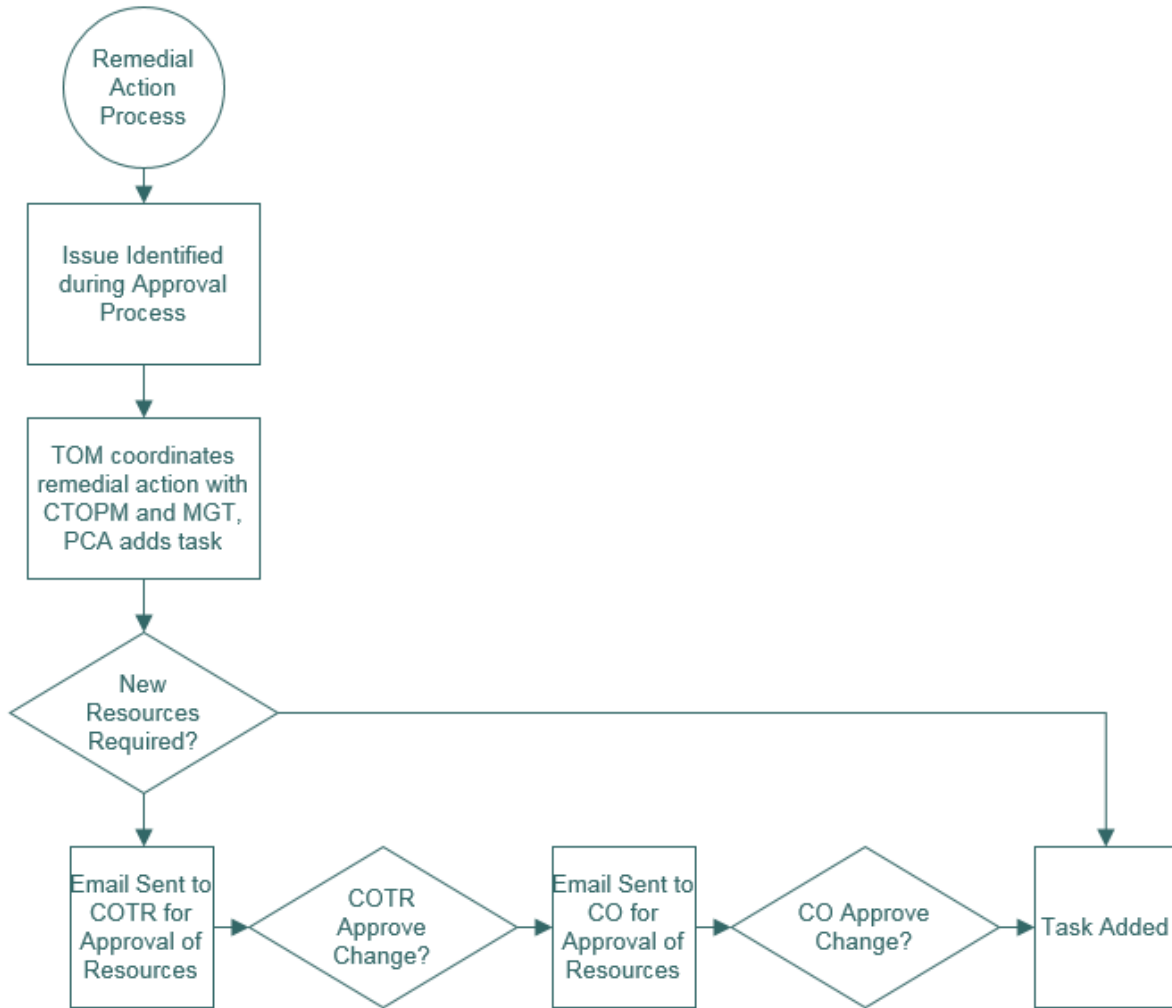 Remedial
Action
Process
Issue Identified
during Approval
Process
TOM coordinates
remedial action with
CTOPM and MGT,
PCA adds task
New
Resources
Required?
Email Sent to
COTR for
Approval of
Resources
COTR
Approve
Change?
Email Sent to
CO for
Approval of
Resources
CO Approve
Change?
Task Added